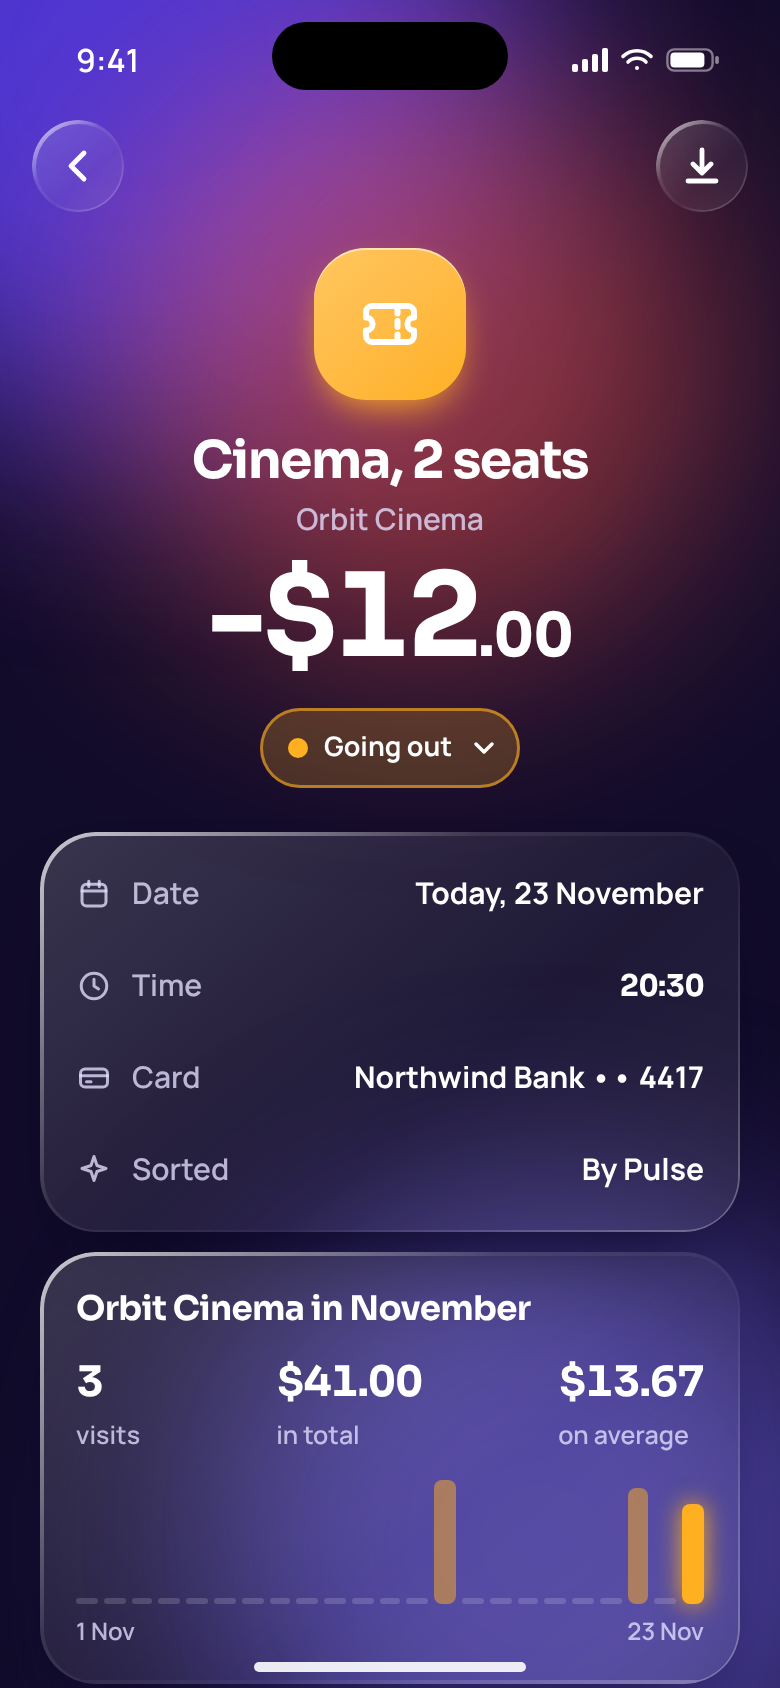 9:41
Cinema, 2 seats
Orbit Cinema
-$12.00
Going out
Date Today, 23 November
Time 20:30
Card Northwind Bank • • 4417
Sorted By Pulse
Orbit Cinema in November
3 $41.00 $13.67
visits in total on average
1 Nov 23 Nov